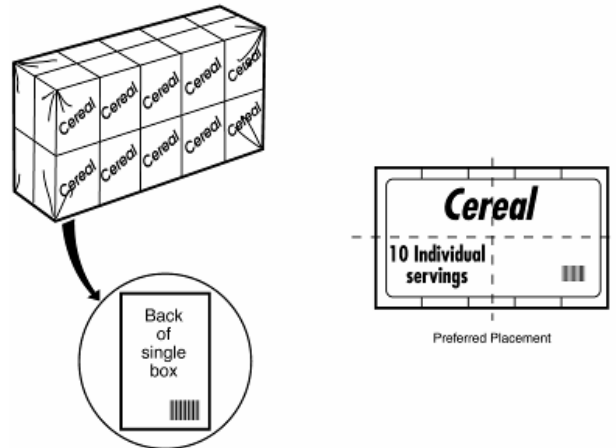 Cereal Cereal Cereal Cereal Cereal
Cereal Cereal Cereal Cereal Cereal
Back
of
single
box
Cereal
10 Individual
servings
Preferred Placement